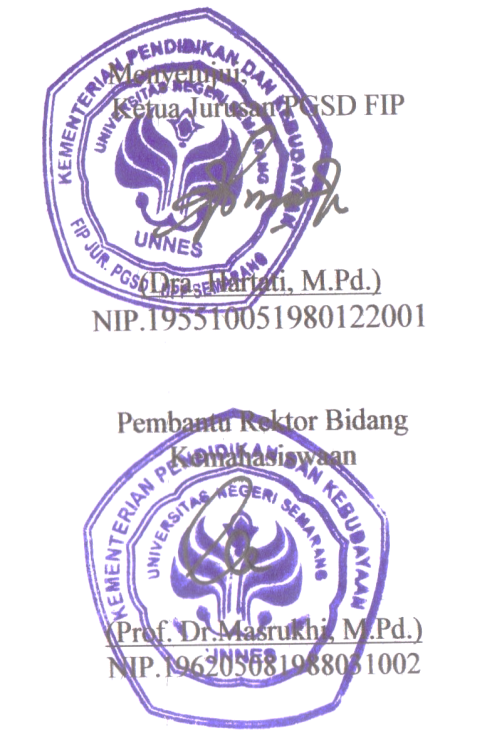 Menyetujui,
Ketua Jurusan PGSD FIP
KEMENTERIAN PENDIDIKAN DAN KEBUDAYAAN
UNIVERSITAS NEGERI SEMARANG
UNNES
FIP JUR. PGSD UPP SEMARANG
(Dra. Hartati, M.Pd.)
NIP.195510051980122001
Pembantu Rektor Bidang
Kemahasiswaan
KEMENTERIAN PENDIDIKAN DAN KEBUDAYAAN
UNIVERSITAS NEGERI SEMARANG
(Prof. Dr.Masrukhi, M.Pd.)
UNNES
NIP.196205081988031002